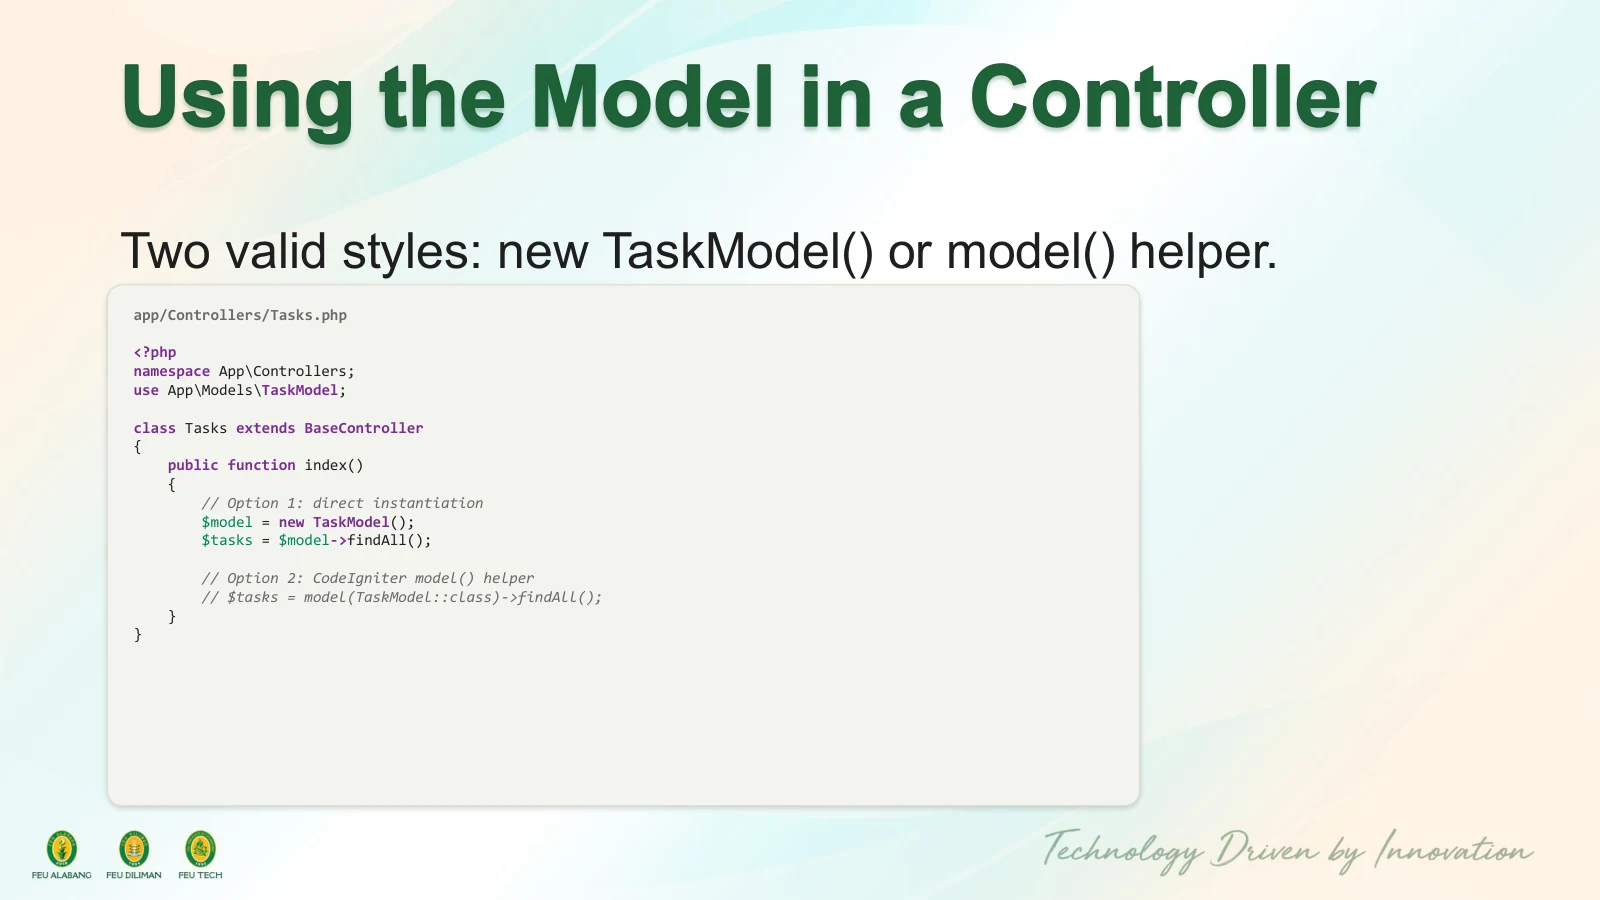 Using the Model in a Controller
Two valid styles: new TaskModel() or model() helper.
app/Controllers/Tasks.php
<?php
namespace App\Controllers;
use App\Models\TaskModel;
class Tasks extends BaseController
{
    public function index()
    {
        // Option 1: direct instantiation
        $model = new TaskModel();
        $tasks = $model->findAll();
        // Option 2: CodeIgniter model() helper
        // $tasks = model(TaskModel::class)->findAll();
    }
}
FEU ALABANG FEU DILIMAN FEU TECH
Technology Driven by Innovation